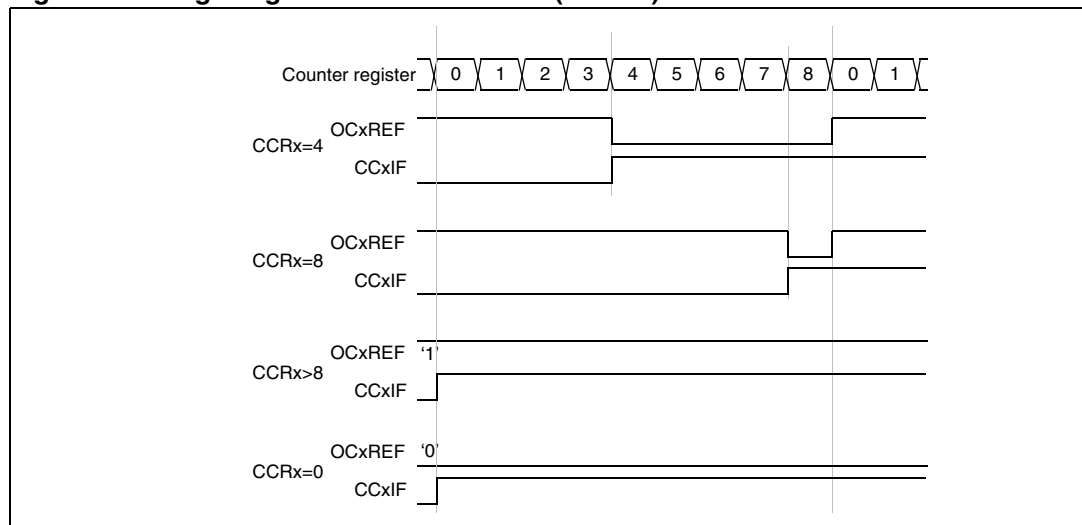 Counter register 0 1 2 3 4 5 6 7 8 0 1
OCxREF
CCRx=4
CCxIF
OCxREF
CCRx=8
CCxIF
OCxREF ‘1’
CCRx>8
CCxIF
OCxREF ‘0’
CCRx=0
CCxIF